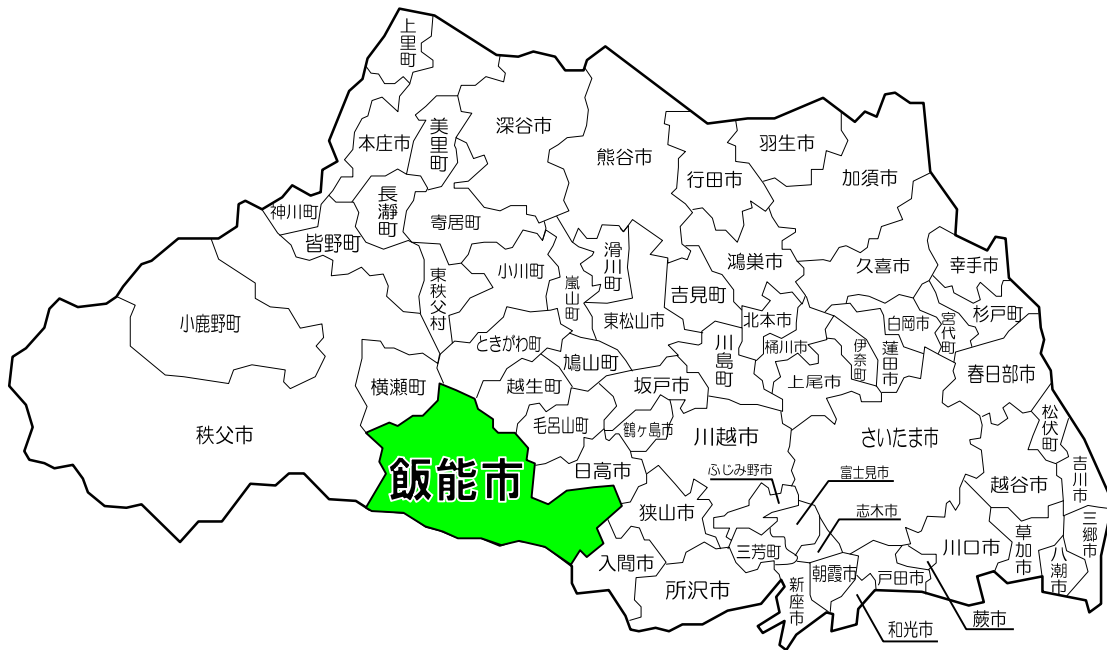 上里町
本庄市
美里町
深谷市
熊谷市
行田市
羽生市
加須市
神川町
皆野町
長瀞町
寄居町
東秩父村
小川町
嵐山町
滑川町
東松山市
吉見町
鴻巣市
北本市
久喜市
幸手市
杉戸町
宮代町
白岡市
小鹿野町
ときがわ町
鳩山町
川島町
桶川市
伊奈町
蓮田市
上尾市
春日部市
横瀬町
越生町
坂戸市
毛呂山町
鶴ヶ島市
川越市
さいたま市
松伏町
秩父市
飯能市
日高市
ふじみ野市
富士見市
越谷市
吉川市
狭山市
志木市
三芳町
入間市
所沢市
新座市
朝霞市
戸田市
川口市
草加市
八潮市
三郷市
和光市
蕨市